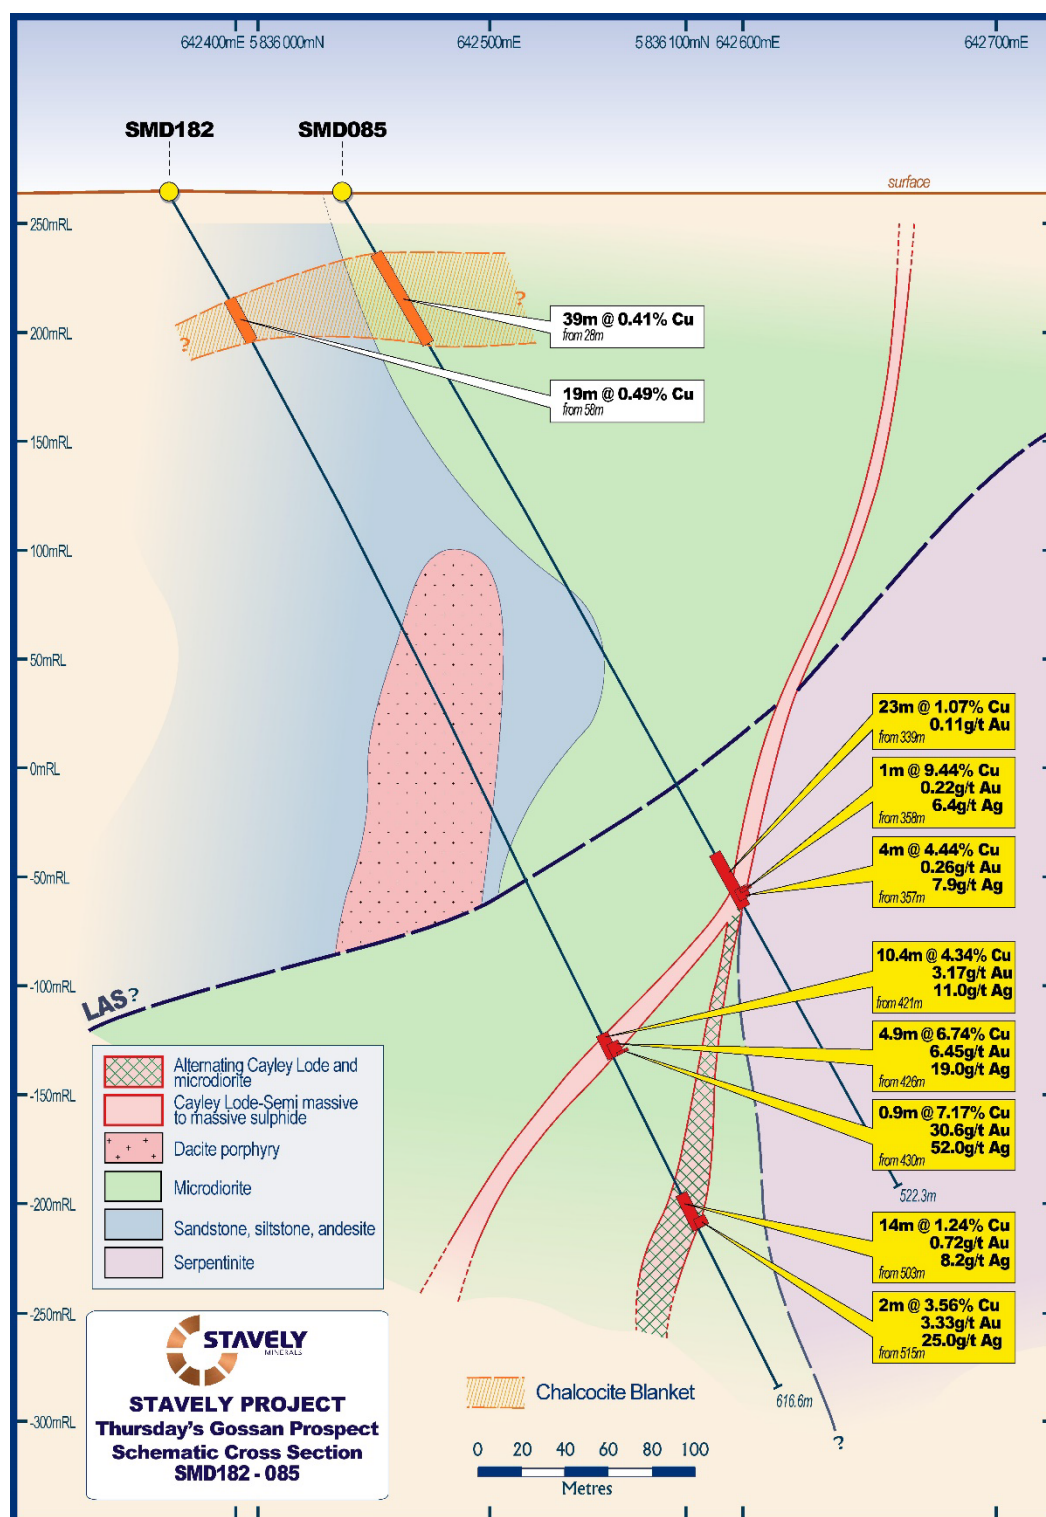 642400mE 5836000mN 642500mE 5836100mN 642600mE 642700mE
SMD182 SMD085
surface
250mRL
200mRL
150mRL
100mRL
50mRL
0mRL
-50mRL
-100mRL
-150mRL
-200mRL
-250mRL
-300mRL
?
?
39m @ 0.41% Cu
from 28m
19m @ 0.49% Cu
from 58m
23m @ 1.07% Cu
0.11g/t Au
from 339m
1m @ 9.44% Cu
0.22g/t Au
6.4g/t Ag
from 358m
4m @ 4.44% Cu
0.26g/t Au
7.9g/t Ag
from 357m
10.4m @ 4.34% Cu
3.17g/t Au
11.0g/t Ag
from 421m
4.9m @ 6.74% Cu
6.45g/t Au
19.0g/t Ag
from 426m
0.9m @ 7.17% Cu
30.6g/t Au
52.0g/t Ag
from 430m
522.3m
14m @ 1.24% Cu
0.72g/t Au
8.2g/t Ag
from 503m
2m @ 3.56% Cu
3.33g/t Au
25.0g/t Ag
from 515m
616.6m
?
LAS?
Alternating Cayley Lode and
microdiorite
Cayley Lode-Semi massive
to massive sulphide
Dacite porphyry
Microdiorite
Sandstone, siltstone, andesite
Serpentinite
STAVELY
MINERALS
STAVELY PROJECT
Thursday's Gossan Prospect
Schematic Cross Section
SMD182 - 085
Chalcocite Blanket
0 20 40 60 80 100
Metres